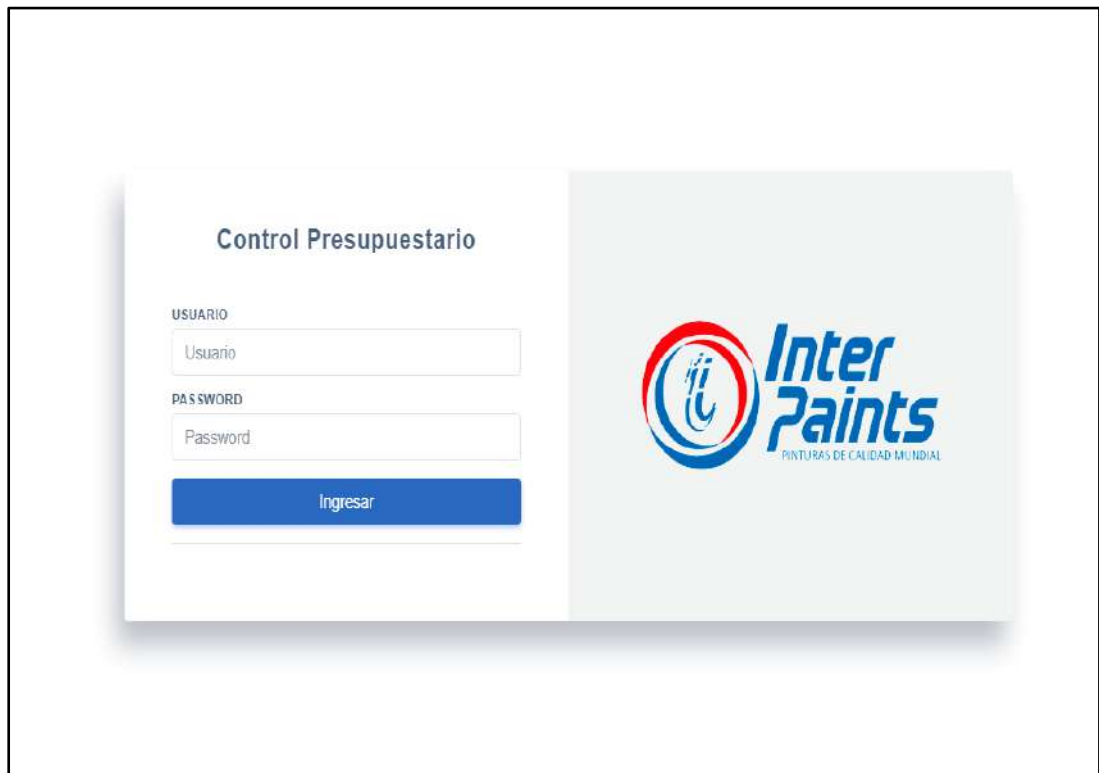 Control Presupuestario
USUARIO
Usuario
PASSWORD
Password
Ingresar
Inter
Paints
PINTURAS DE CALIDAD MUNDIAL